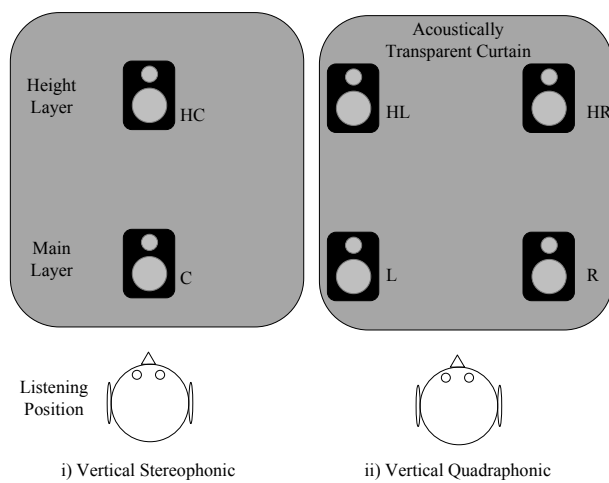 Height
Layer
HC
Main
Layer
C
Listening
Position
i) Vertical Stereophonic
Acoustically
Transparent Curtain
HL
HR
L
R
ii) Vertical Quadraphonic